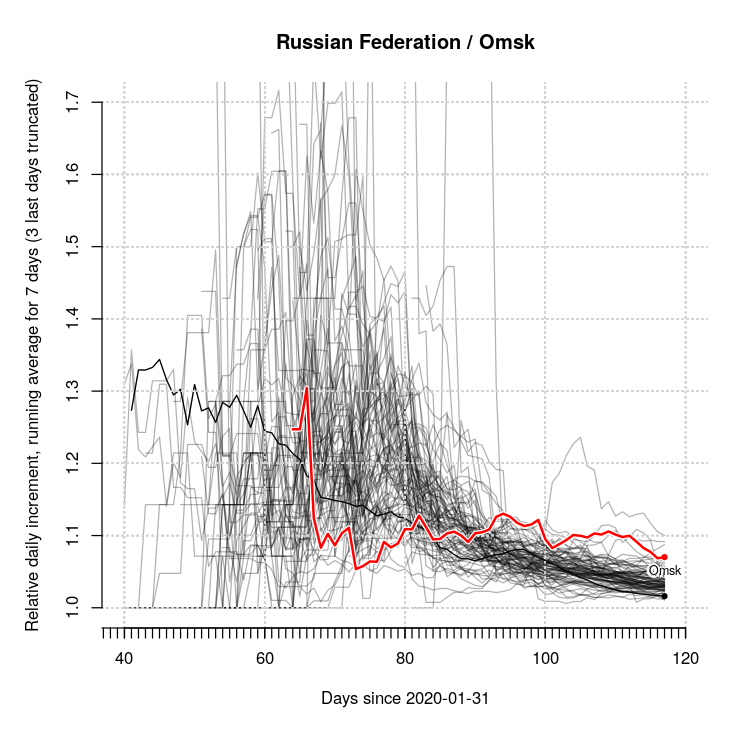 Russian Federation / Omsk
Relative daily increment, running average for 7 days (3 last days truncated)
1.7
1.6
1.5
1.4
1.3
1.2
1.1
1.0
Omsk
40 60 80 100 120
Days since 2020-01-31